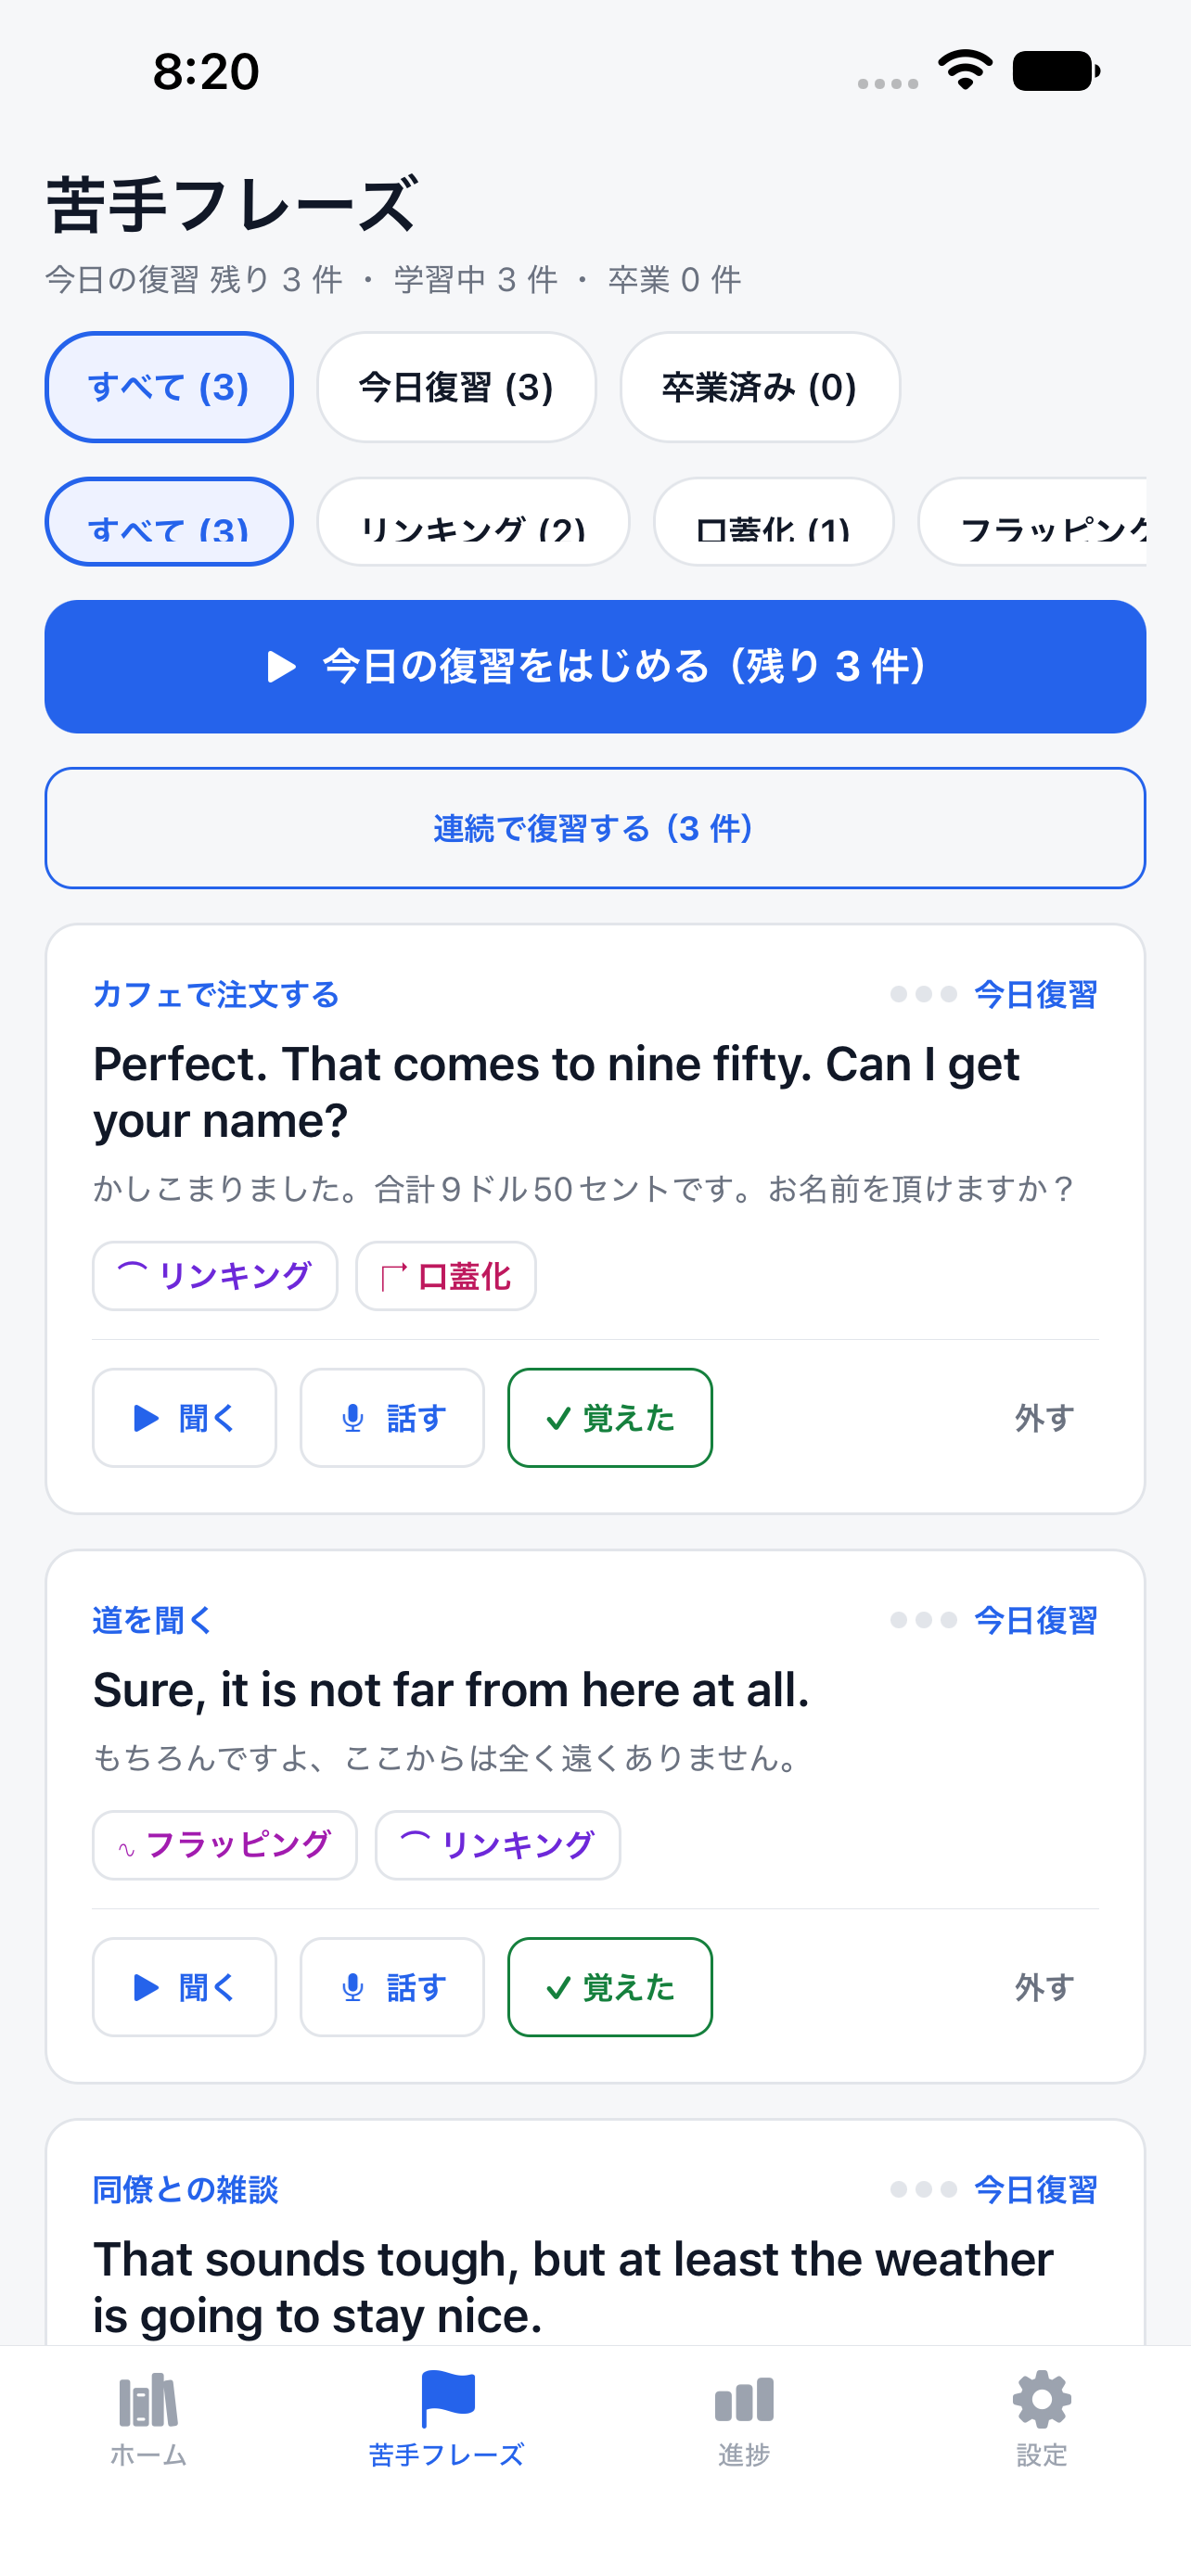 8:20
苦手フレーズ
今日の復習 残り 3 件 ・ 学習中 3 件 ・ 卒業 0 件
すべて (3) 今日復習 (3) 卒業済み (0)
すべて (3) リンキング (2) 口蓋化 (1) フラッピング
今日の復習をはじめる（残り 3 件）
連続で復習する（3 件）
カフェで注文する 今日復習
Perfect. That comes to nine fifty. Can I get
your name?
かしこまりました。合計9ドル50セントです。お名前を頂けますか？
リンキング 口蓋化
聞く 話す 覚えた 外す
道を聞く 今日復習
Sure, it is not far from here at all.
もちろんですよ、ここからは全く遠くありません。
フラッピング リンキング
聞く 話す 覚えた 外す
同僚との雑談 今日復習
That sounds tough, but at least the weather
is going to stay nice.
ホーム 苦手フレーズ 進捗 設定